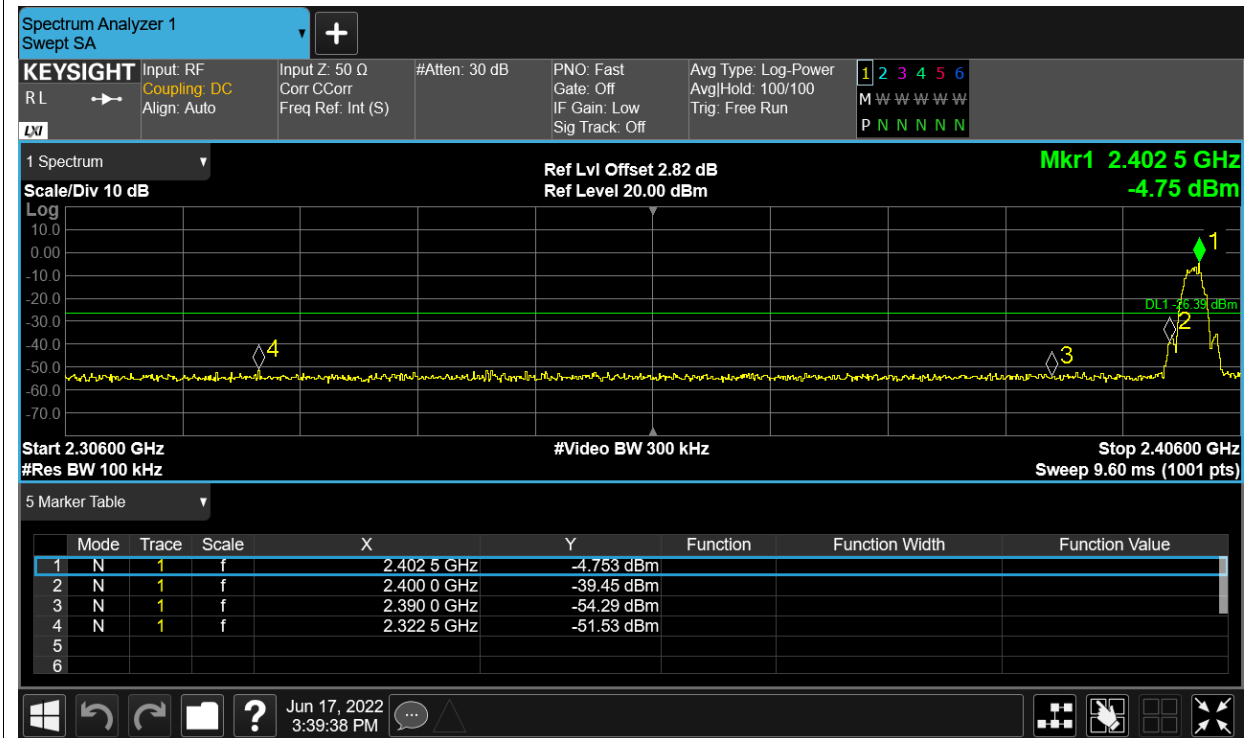 Spectrum Analyzer 1
Swept SA
KEYSIGHT
R L
LXI
Input: RF
Coupling: DC
Align: Auto
Input Z: 50 Ω
Corr CCorr
Freq Ref: Int (S)
#Atten: 30 dB
PNO: Fast
Gate: Off
IF Gain: Low
Sig Track: Off
Avg Type: Log-Power
Avg|Hold: 100/100
Trig: Free Run
1 2 3 4 5 6
M W W W W W
P N N N N N
1 Spectrum
Scale/Div 10 dB
Ref Lvl Offset 2.82 dB
Ref Level 20.00 dBm
Mkr1 2.402 5 GHz
-4.75 dBm
Log
10.0
0.00
-10.0
-20.0
-30.0
-40.0
-50.0
-60.0
-70.0
1
DL1 -26.39 dBm
2
3
4
Start 2.30600 GHz
#Res BW 100 kHz
#Video BW 300 kHz
Stop 2.40600 GHz
Sweep 9.60 ms (1001 pts)
5 Marker Table
Mode Trace Scale X Y Function Function Width Function Value
1 N 1 f 2.402 5 GHz -4.753 dBm
2 N 1 f 2.400 0 GHz -39.45 dBm
3 N 1 f 2.390 0 GHz -54.29 dBm
4 N 1 f 2.322 5 GHz -51.53 dBm
5
6
?
Jun 17, 2022
3:39:38 PM